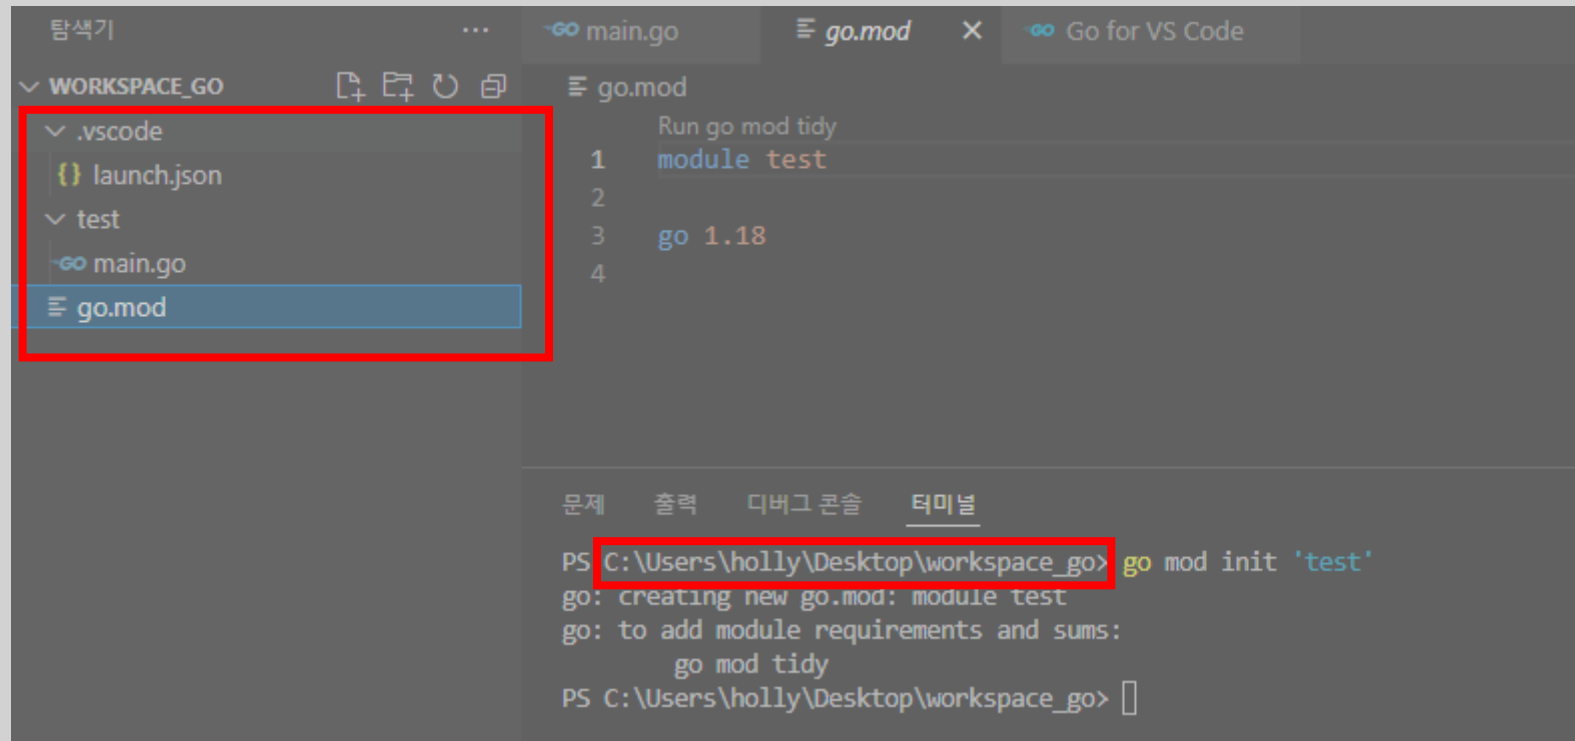 탐색기 ···
WORKSPACE_GO
.vscode
{} launch.json
test
GO main.go
go.mod
GO main.go
go.mod
GO Go for VS Code
go.mod
Run go mod tidy
1 module test
2
3 go 1.18
4
문제 출력 디버그 콘솔 터미널
PS C:\Users\holly\Desktop\workspace_go> go mod init 'test'
go: creating new go.mod: module test
go: to add module requirements and sums:
go mod tidy
PS C:\Users\holly\Desktop\workspace_go>